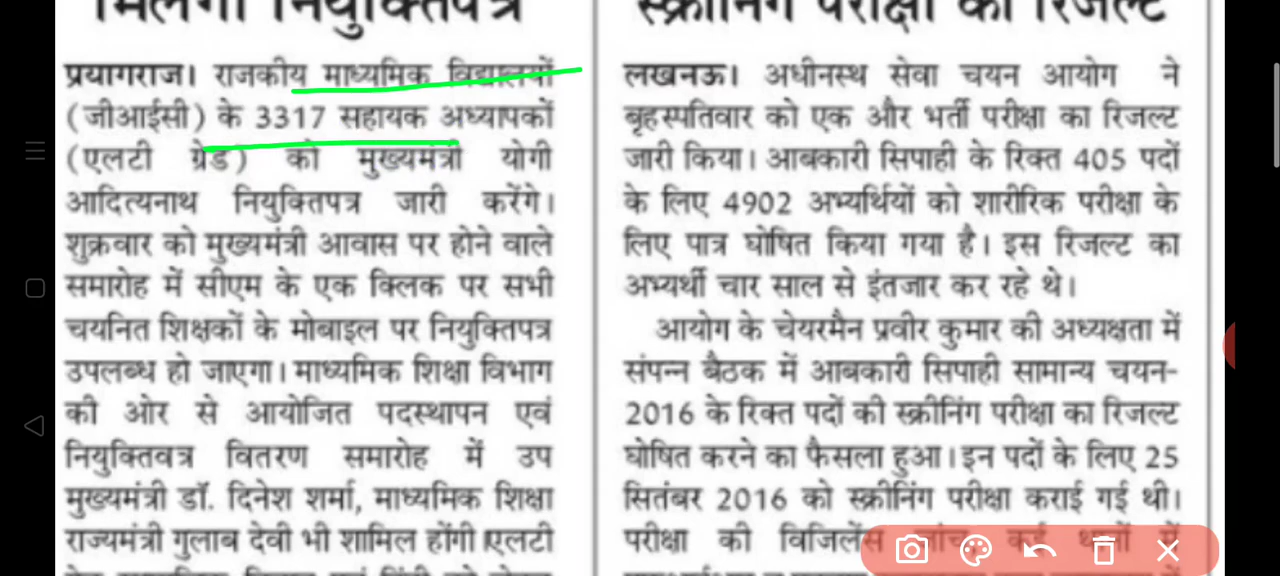 मिलेगा नियुक्तिपत्र
प्रयागराज। राजकीय माध्यमिक विद्यालयों
(जीआईसी) के 3317 सहायक अध्यापकों
(एलटी ग्रेड) को मुख्यमंत्री योगी
आदित्यनाथ नियुक्तिपत्र जारी करेंगे।
शुक्रवार को मुख्यमंत्री आवास पर होने वाले
समारोह में सीएम के एक क्लिक पर सभी
चयनित शिक्षकों के मोबाइल पर नियुक्तिपत्र
उपलब्ध हो जाएगा। माध्यमिक शिक्षा विभाग
की ओर से आयोजित पदस्थापन एवं
नियुक्तिवत्र वितरण समारोह में उप
मुख्यमंत्री डॉ. दिनेश शर्मा, माध्यमिक शिक्षा
राज्यमंत्री गुलाब देवी भी शामिल होंगी एलटी
स्क्रीनिंग परीक्षा का रिजल्ट
लखनऊ। अधीनस्थ सेवा चयन आयोग ने
बृहस्पतिवार को एक और भर्ती परीक्षा का रिजल्ट
जारी किया। आबकारी सिपाही के रिक्त 405 पदों
के लिए 4902 अभ्यर्थियों को शारीरिक परीक्षा के
लिए पात्र घोषित किया गया है। इस रिजल्ट का
अभ्यर्थी चार साल से इंतजार कर रहे थे।
आयोग के चेयरमैन प्रवीर कुमार की अध्यक्षता में
संपन्न बैठक में आबकारी सिपाही सामान्य चयन-
2016 के रिक्त पदों की स्क्रीनिंग परीक्षा का रिजल्ट
घोषित करने का फैसला हुआ। इन पदों के लिए 25
सितंबर 2016 को स्क्रीनिंग परीक्षा कराई गई थी।
परीक्षा की विजिलेंस जांच में